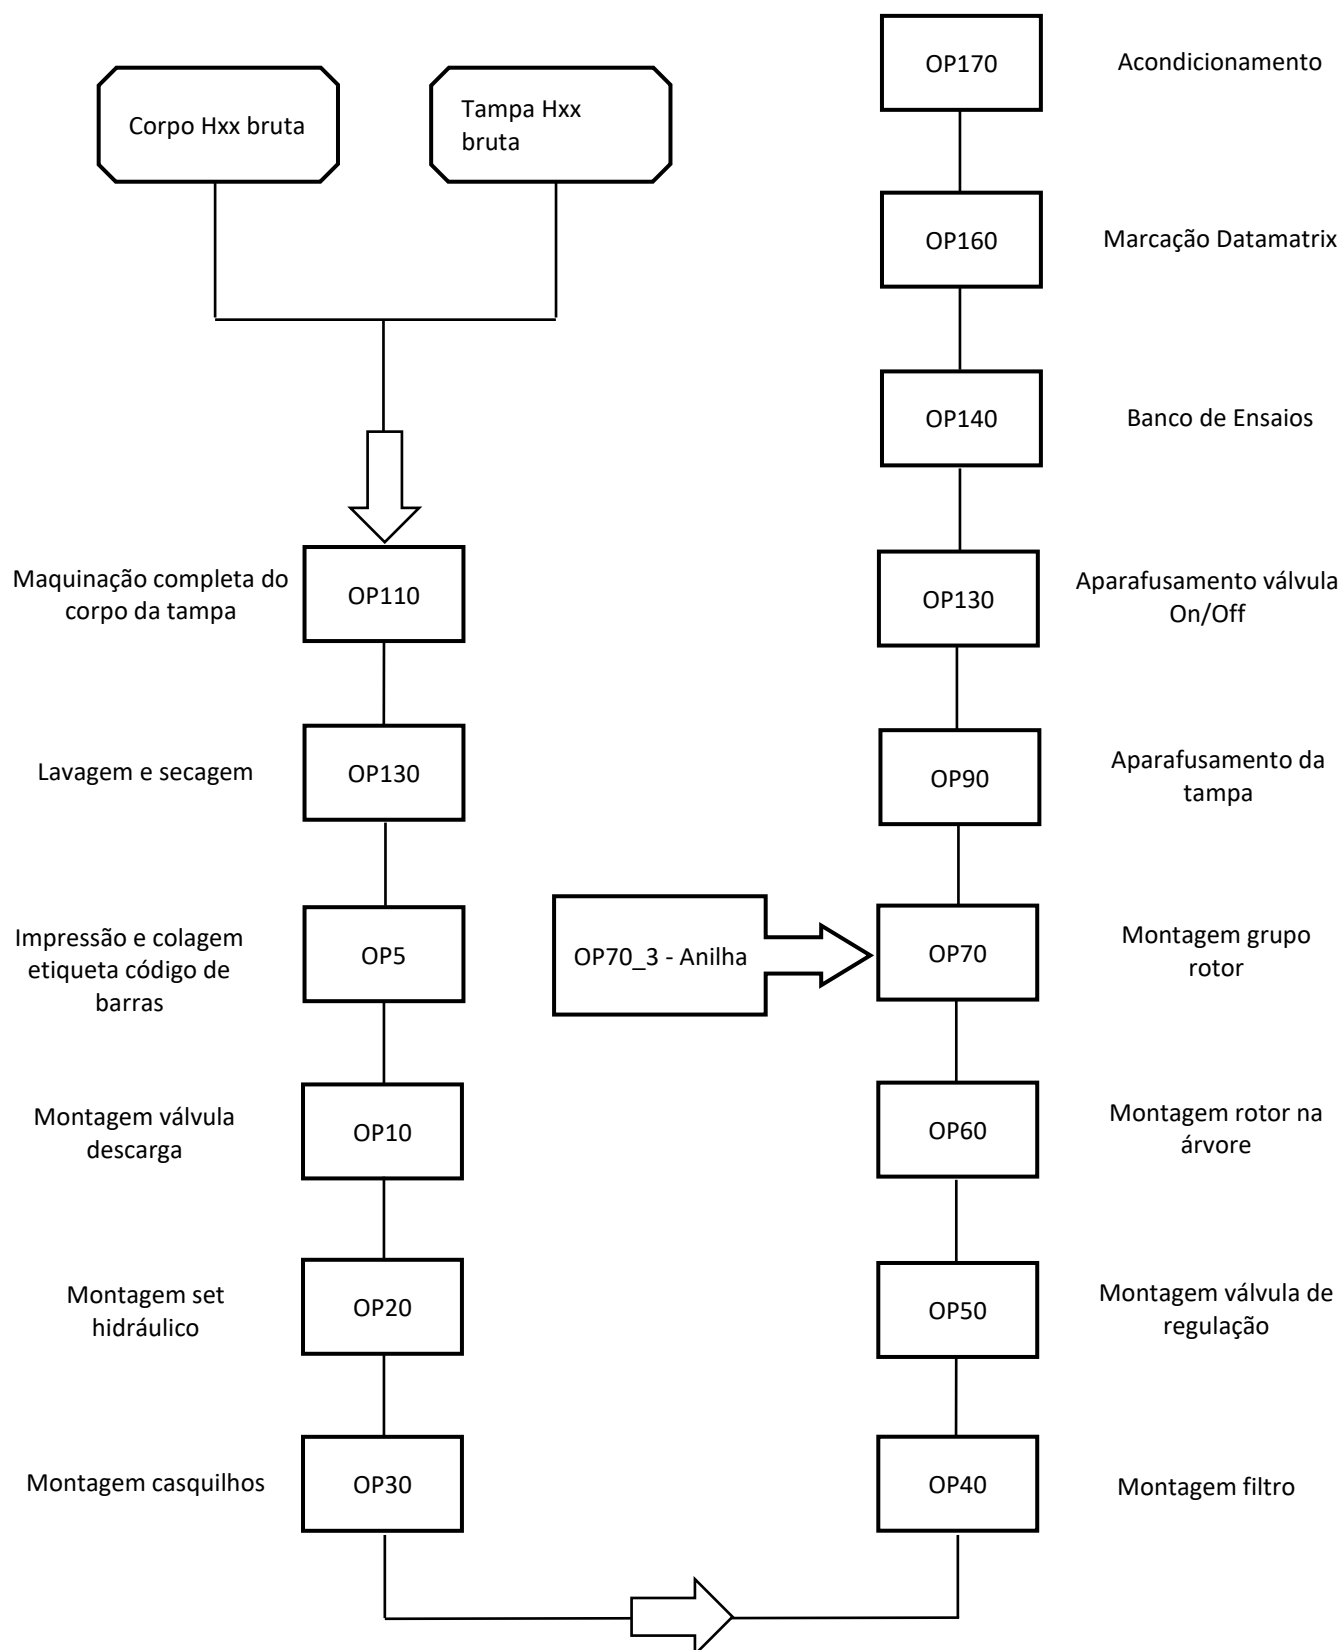 Corpo Hxx bruta
Tampa Hxx
bruta
Maquinação completa do
corpo da tampa
OP110
Lavagem e secagem
OP130
Impressão e colagem
etiqueta código de
barras
OP5
Montagem válvula
descarga
OP10
Montagem set
hidráulico
OP20
Montagem casquilhos
OP30
OP170
Acondicionamento
OP160
Marcação Datamatrix
OP140
Banco de Ensaios
OP130
Aparafusamento válvula
On/Off
OP90
Aparafusamento da
tampa
OP70_3 - Anilha
OP70
Montagem grupo
rotor
OP60
Montagem rotor na
árvore
OP50
Montagem válvula de
regulação
OP40
Montagem filtro